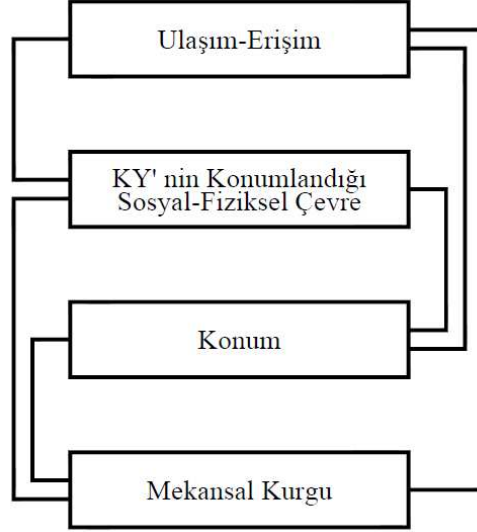 Ulaşım-Erişim
KY' nin Konumlandığı
Sosyal-Fiziksel Çevre
Konum
Mekansal Kurgu